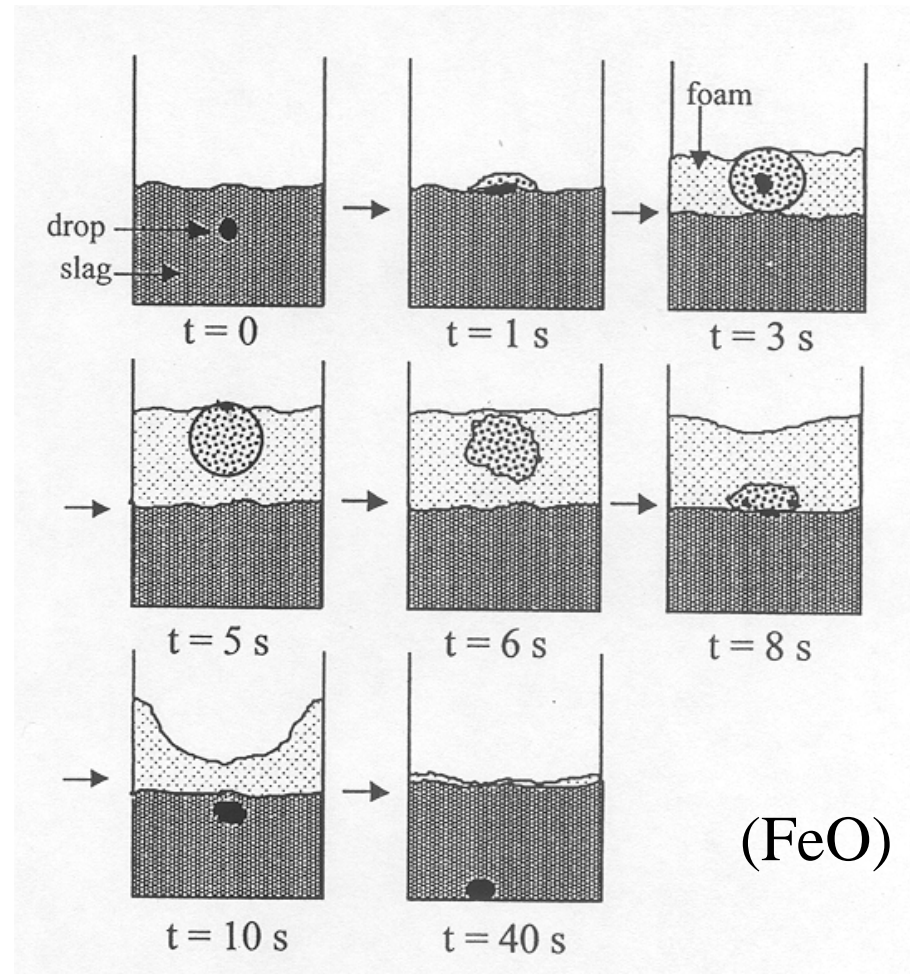 foam
drop
slag
t = 0
t = 1 s
t = 3 s
t = 5 s
t = 6 s
t = 8 s
(FeO)
t = 10 s
t = 40 s